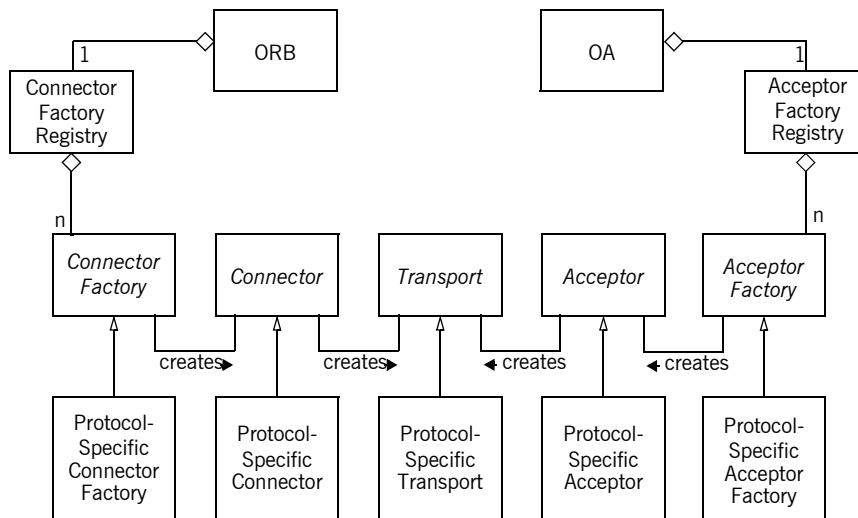 ORB
OA
1
1
Connector
Factory
Registry
Acceptor
Factory
Registry
n
n
Connector
Factory
Connector
Transport
Acceptor
Acceptor
Factory
creates
creates
creates
creates
Protocol-
Specific
Connector
Factory
Protocol-
Specific
Connector
Protocol-
Specific
Transport
Protocol-
Specific
Acceptor
Protocol-
Specific
Acceptor
Factory